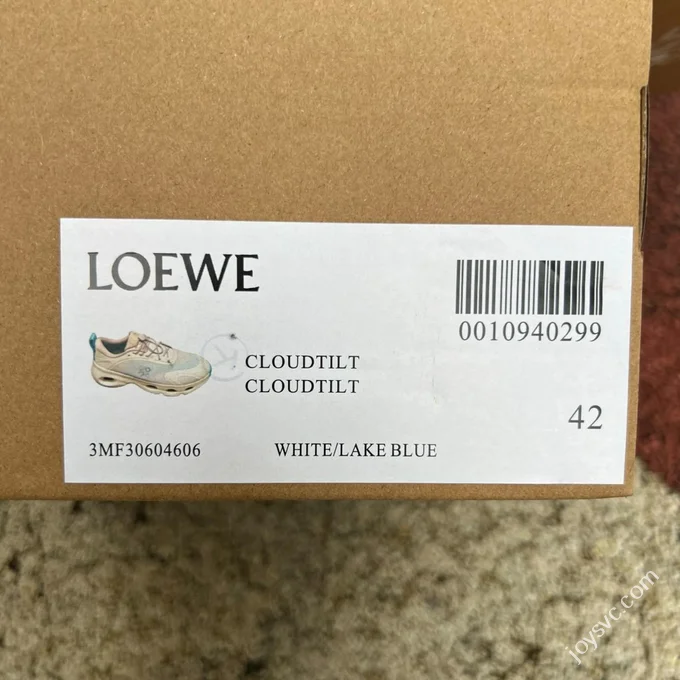 LOEWE
0010940299
CLOUDTILT
CLOUDTILT
42
3MF30604606 WHITE/LAKE BLUE
joysvc.com